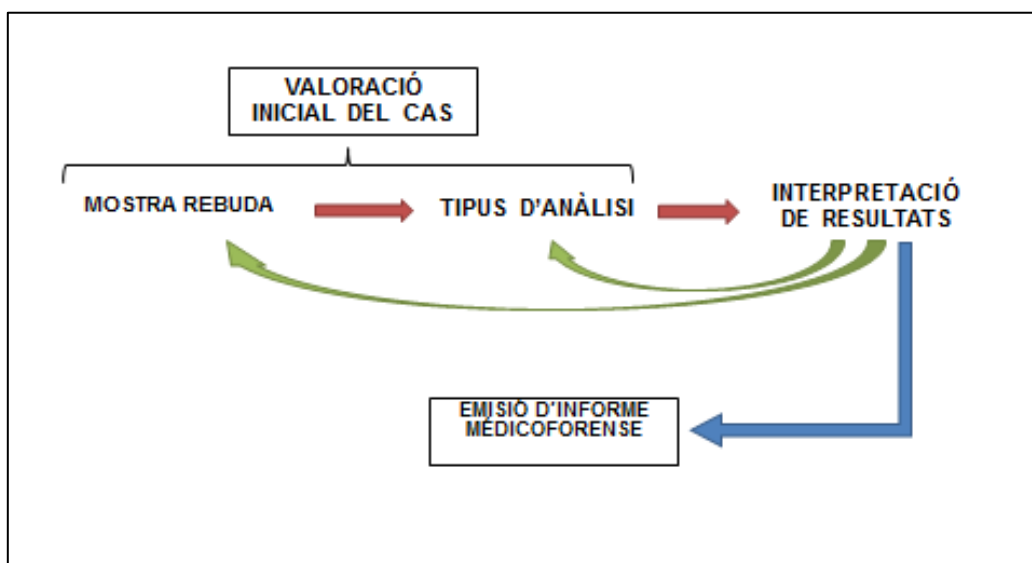 VALORACIÓ
INICIAL DEL CAS
MOSTRA REBUDA
TIPUS D'ANÀLISI
INTERPRETACIÓ
DE RESULTATS
EMISIÓ D'INFORME
MÈDICOFORENSE